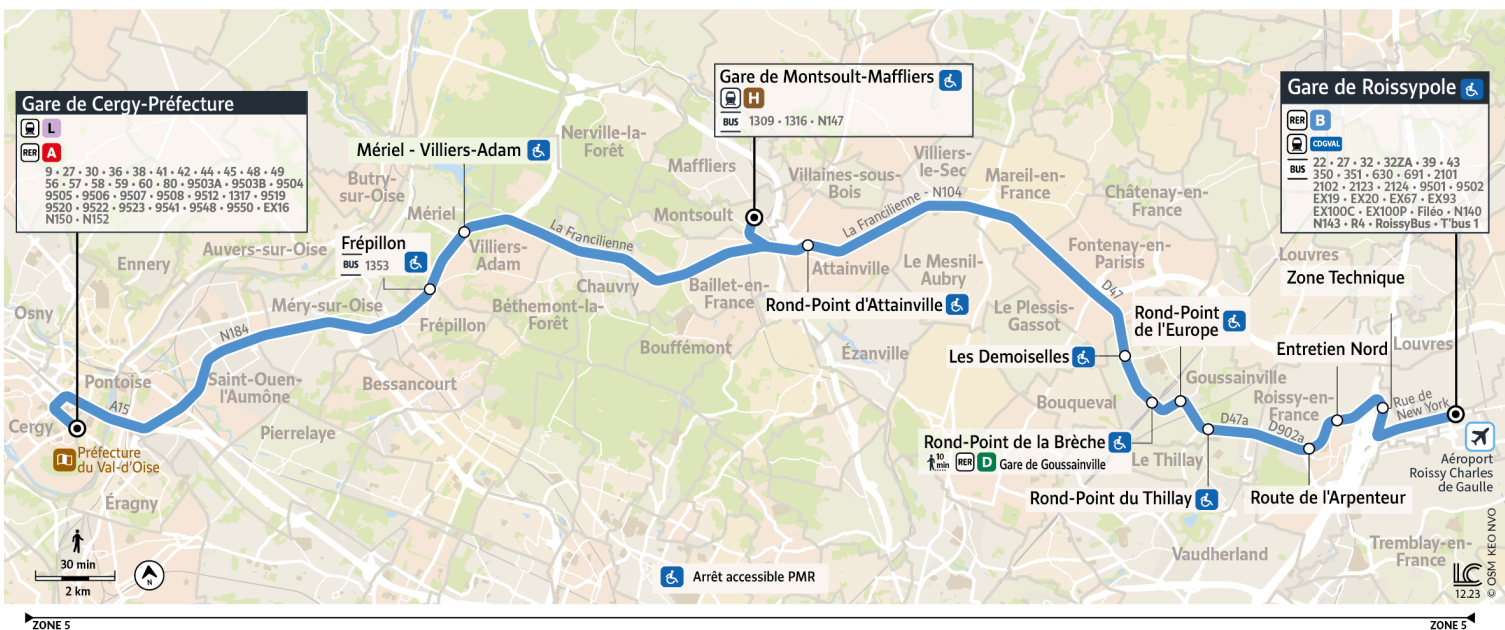 Gare de Cergy-Préfecture
L
RER A
9 • 27 • 30 • 36 • 38 • 41 • 42 • 44 • 45 • 48 • 49
56 • 57 • 58 • 59 • 60 • 80 • 9503A • 9503B • 9504
9505 • 9506 • 9507 • 9508 • 9512 • 1317 • 9519
9520 • 9522 • 9523 • 9541 • 9548 • 9550 • EX16
N150 • N152
Gare de Montsoult-Maffliers
H
BUS 1309 • 1316 • N147
Gare de Roissypole
RER B
CDGVAL
BUS
22 • 27 • 32 • 32ZA • 39 • 43
350 • 351 • 630 • 691 • 2101
2102 • 2123 • 2124 • 9501 • 9502
EX19 • EX20 • EX67 • EX93
EX100C • EX100P • Filéo • N140
N143 • R4 • RoissyBus • T'bus 1
Mériel - Villiers-Adam
Nerville-la-
Forêt
Maffliers
Villaines-sous-
Bois
Villiers-
le-Sec
Mareil-en-
France
Châtenay-en-
France
Butry-
sur-Oise
Mériel
Montsoult
La Francilienne - N104
La Francilienne
Frépillon
BUS 1353
Auvers-sur-Oise
Ennery
Villiers-
Adam
Chauvry
Baillet-en-
France
Attainville
Le Mesnil-
Aubry
Fontenay-en-
Parisis
Louvres
Zone Technique
Osny
Méry-sur-Oise
N184
Frépillon
Béthemont-la-
Forêt
Rond-Point d'Attainville
D47
Le Plessis-
Gassot
Rond-Point
de l'Europe
Bouffémont
Ézanville
Les Demoiselles
Entretien Nord
Louvres
Pontoise
Saint-Ouen-
l'Aumône
Bessancourt
Goussainville
Bouqueval
Roissy-en-
France
Rue de
New York
A15
Cergy
Pierrelaye
D47a
D902a
Rond-Point de la Brèche
10
min
RER D Gare de Goussainville
Le Thillay
Préfecture
du Val-d'Oise
Aéroport
Roissy Charles
de Gaulle
Éragny
Rond-Point du Thillay
Route de l'Arpenteur
Vaudherland
Tremblay-en-
France
30 min
2 km
N
Arrêt accessible PMR
LC
12.23
© OSM KEO NVO
ZONE 5
ZONE 5